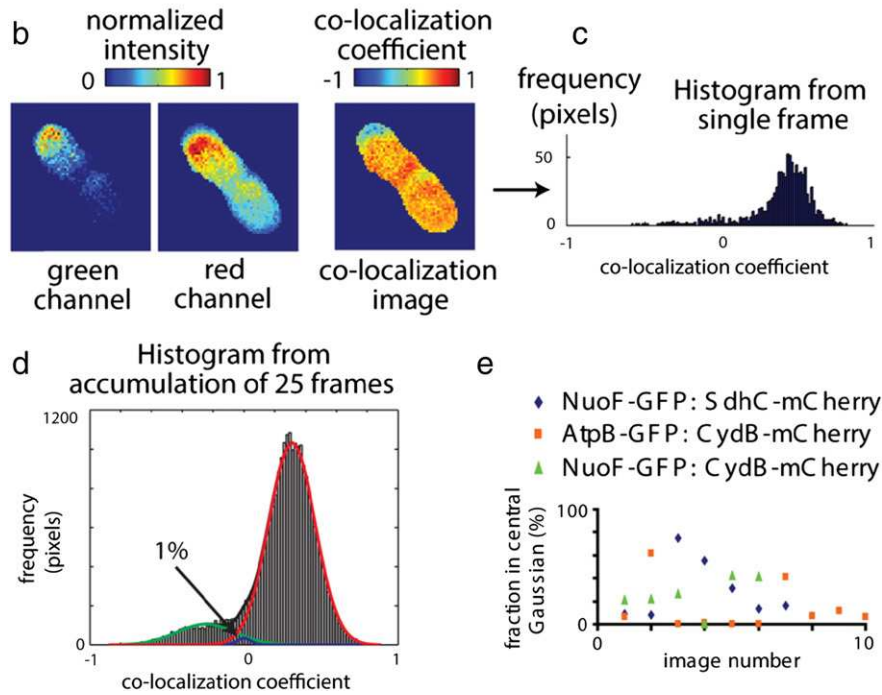 b
normalized
intensity
0 1
green
channel
red
channel
co-localization
coefficient
-1 1
co-localization
image
c
frequency
(pixels)
Histogram from
single frame
50
0
-1 0 1
co-localization coefficient
d
Histogram from
accumulation of 25 frames
1200
frequency
(pixels)
1%
0
-1 0 1
co-localization coefficient
e
NuoF-GFP: SdhC-mCherry
AtpB-GFP: CydB-mCherry
NuoF-GFP: CydB-mCherry
fraction in central
Gaussian (%)
100
0
0 10
image number